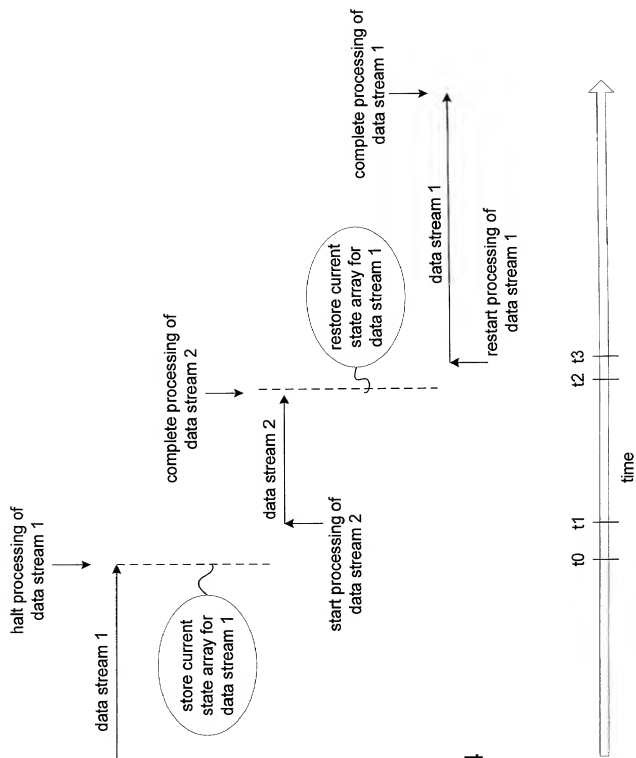 halt processing of
data stream 1
data stream 1
store current
state array for
data stream 1
complete processing of
data stream 2
data stream 2
start processing of
data stream 2
restore current
state array for
data stream 1
complete processing of
data stream 1
data stream 1
restart processing of
data stream 1
t0
t1
t2
t3
time